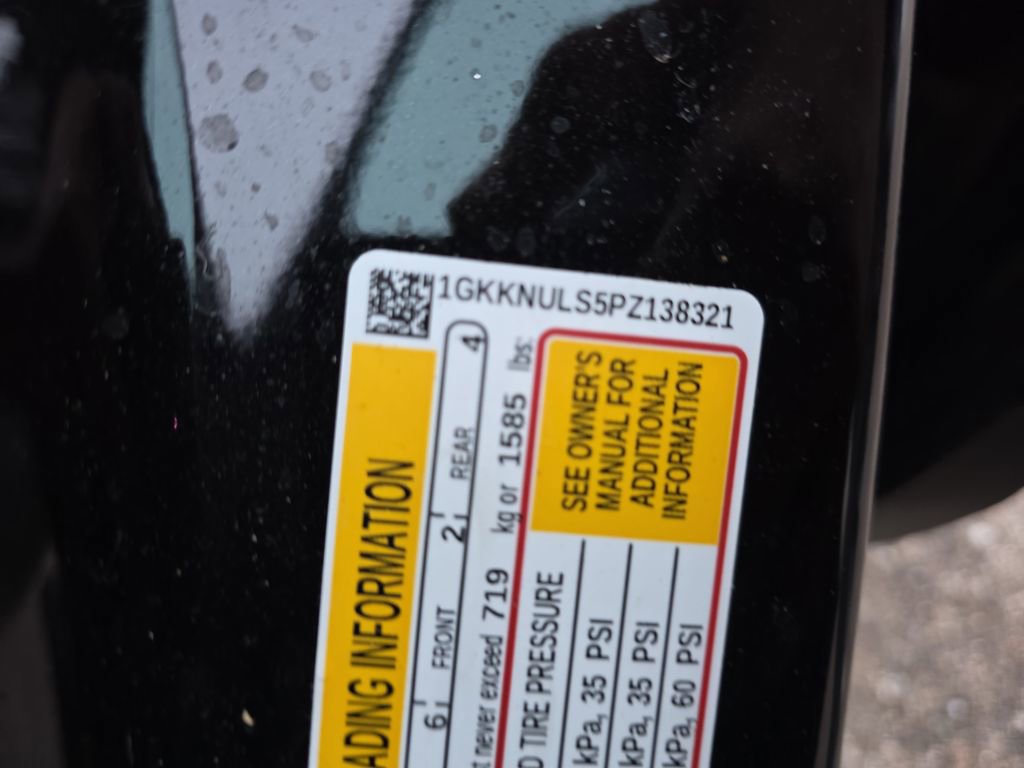 1GKKNULS5PZ138321
ADING INFORMATION
6 FRONT 2 REAR 4
never exceed 719 kg or 1585 lbs.
TIRE PRESSURE
SEE OWNER'S
MANUAL FOR
ADDITIONAL
INFORMATION
kPa, 35 PSI
kPa, 35 PSI
kPa, 60 PSI